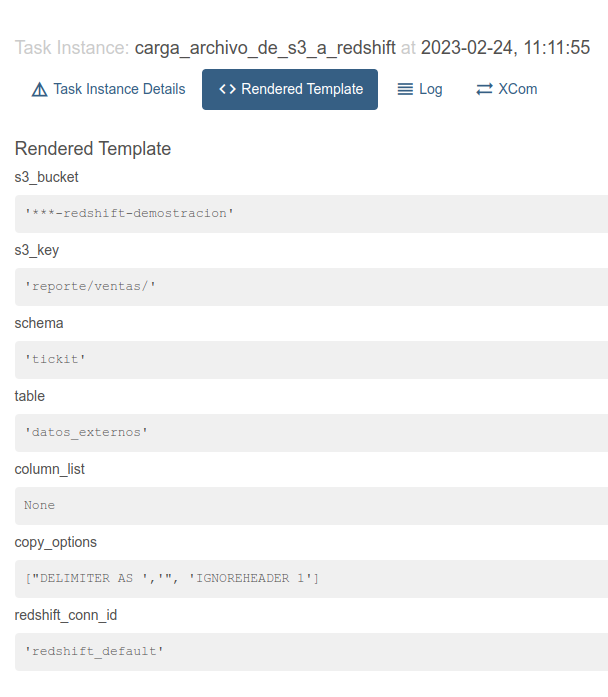 Task Instance: carga_archivo_de_s3_a_redshift at 2023-02-24, 11:11:55
Task Instance Details <> Rendered Template Log XCom
Rendered Template
s3_bucket
'***-redshift-demostracion'
s3_key
'reporte/ventas/'
schema
'tickit'
table
'datos_externos'
column_list
None
copy_options
["DELIMITER AS ','", 'IGNOREHEADER 1']
redshift_conn_id
'redshift_default'